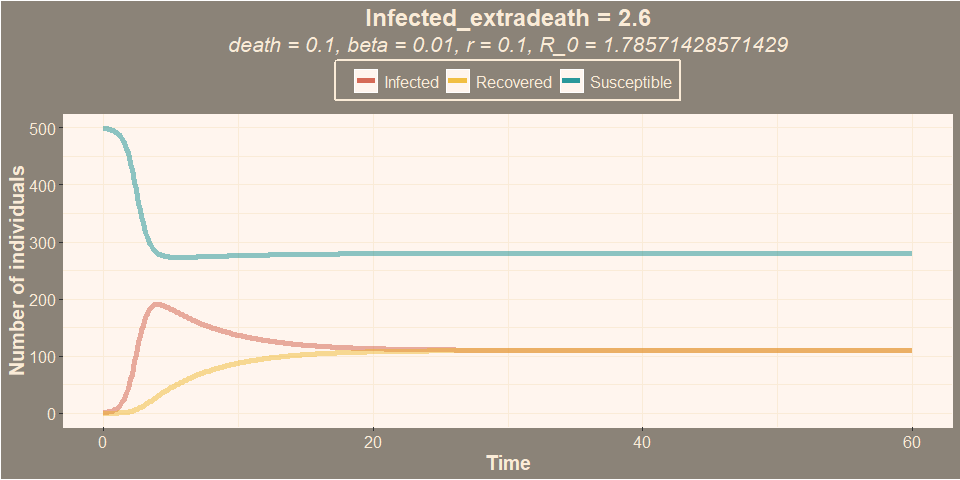 Infected_extradeath = 2.6
death = 0.1, beta = 0.01, r = 0.1, R_0 = 1.78571428571429
Infected Recovered Susceptible
Number of individuals
500
400
300
200
100
0
0 20 40 60
Time